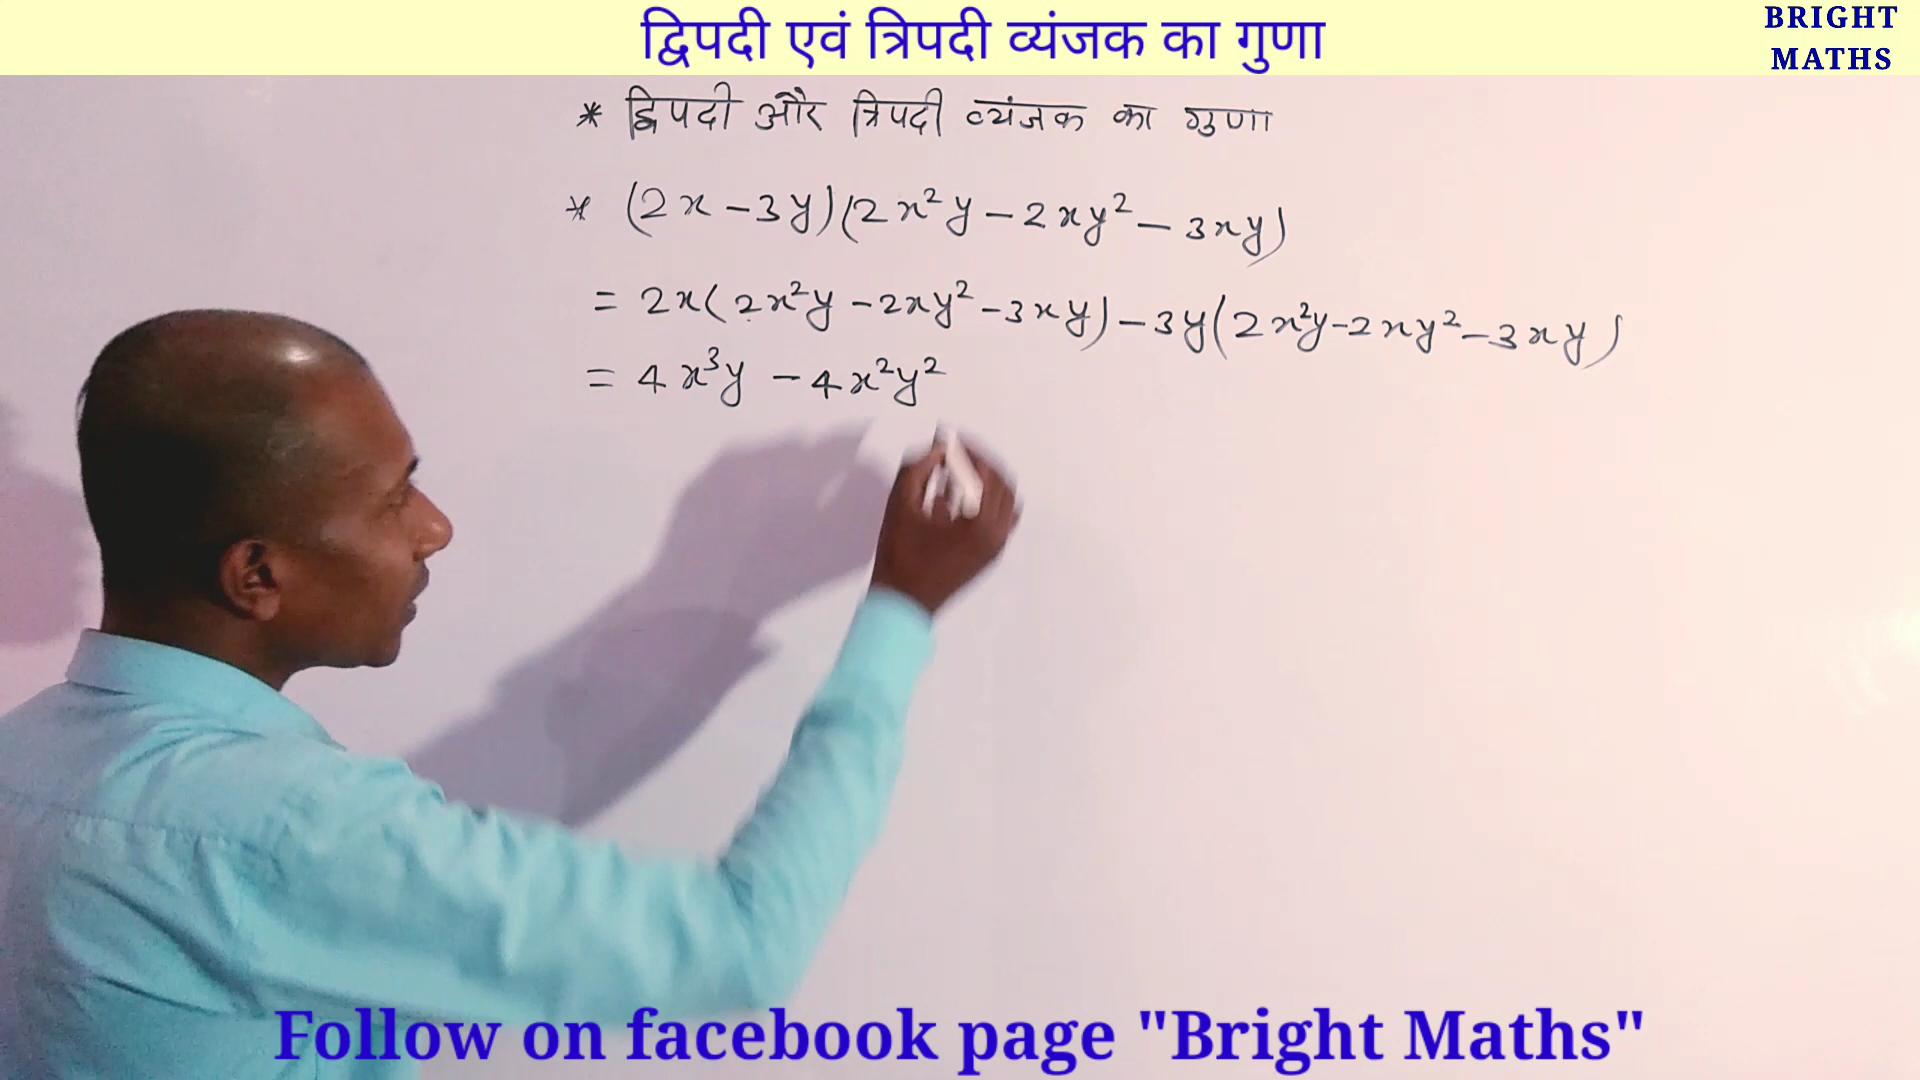 द्विपदी एवं त्रिपदी व्यंजक का गुणा
BRIGHT
MATHS
* द्विपदी और त्रिपदी व्यंजक का गुणा
* (2x - 3y)(2x²y - 2xy² - 3xy)
= 2x(2x²y - 2xy² - 3xy) - 3y(2x²y - 2xy² - 3xy)
= 4x³y - 4x²y²
Follow on facebook page "Bright Maths"